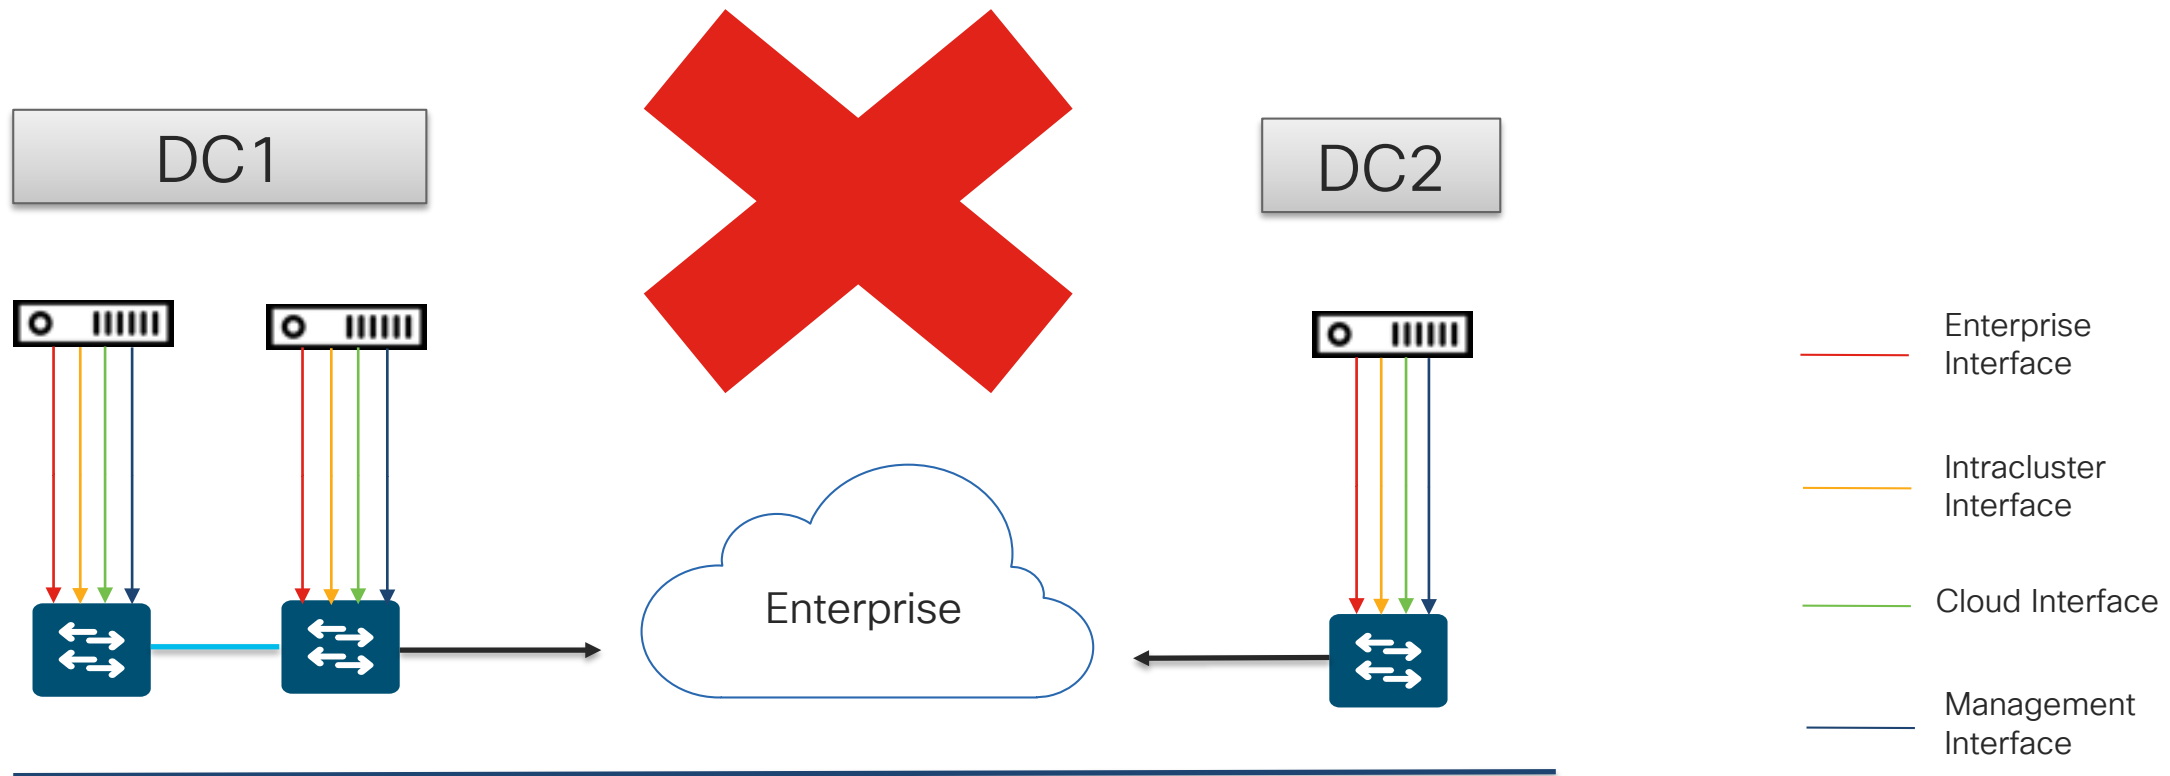 DC1
DC2
Enterprise
Interface
Intracluster
Interface
Enterprise
Cloud Interface
Management
Interface